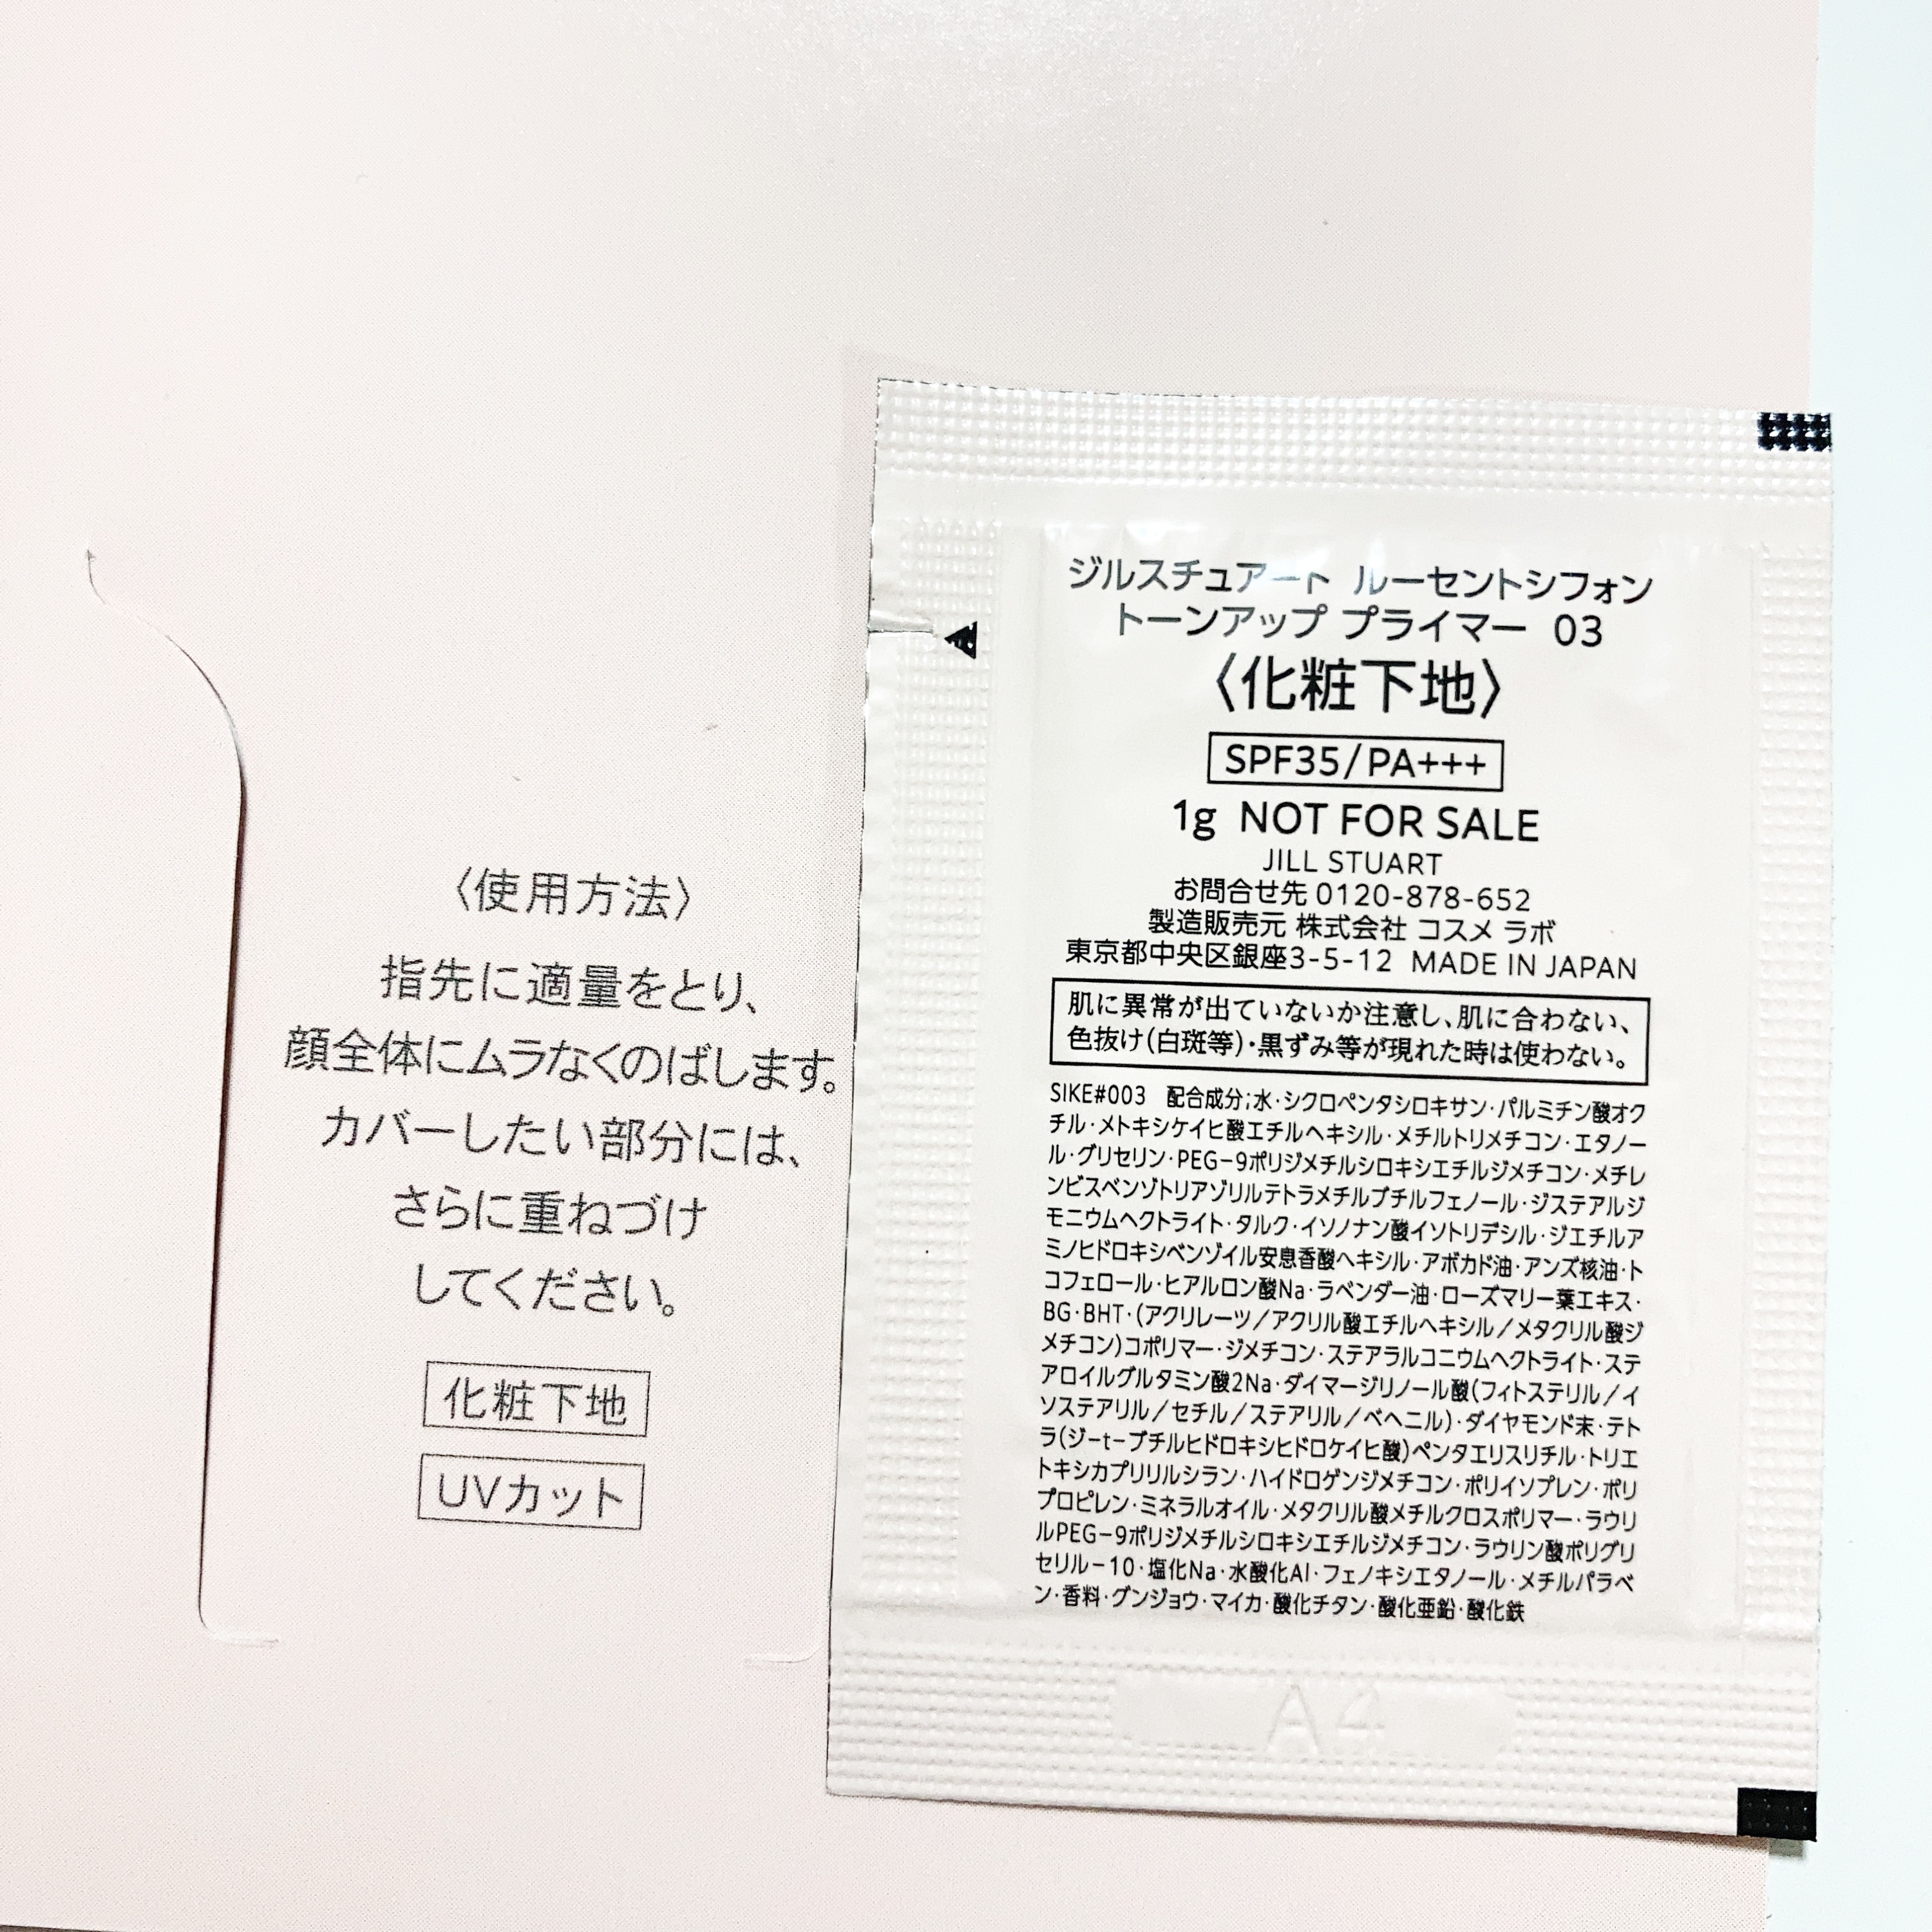 〈使用方法〉
指先に適量をとり、
顔全体にムラなくのばします。
カバーしたい部分には、
さらに重ねづけ
してください。
化粧下地
UVカット
ジルスチュアート ルーセントシフォン
トーンアップ プライマー 03
〈化粧下地〉
SPF35/PA+++
1g NOT FOR SALE
JILL STUART
お問合せ先 0120-878-652
製造販売元 株式会社 コスメ ラボ
東京都中央区銀座3-5-12 MADE IN JAPAN
肌に異常が出ていないか注意し、肌に合わない、
色抜け(白斑等)・黒ずみ等が現れた時は使わない。
SIKE#003 配合成分;水・シクロペンタシロキサン・パルミチン酸オク
チル・メトキシケイヒ酸エチルヘキシル・メチルトリメチコン・エタノー
ル・グリセリン・PEG-9ポリジメチルシロキシエチルジメチコン・メチレ
ンビスベンゾトリアゾリルテトラメチルブチルフェノール・ジステアルジ
モニウムヘクトライト・タルク・イソノナン酸イソトリデシル・ジエチルア
ミノヒドロキシベンゾイル安息香酸ヘキシル・アボカド油・アンズ核油・ト
コフェロール・ヒアルロン酸Na・ラベンダー油・ローズマリー葉エキス・
BG・BHT・(アクリレーツ/アクリル酸エチルヘキシル/メタクリル酸ジ
メチコン)コポリマー・ジメチコン・ステアラルコニウムヘクトライト・ステ
アロイルグルタミン酸2Na・ダイマージリノール酸(フィトステリル/イ
ソステアリル/セチル/ステアリル/ベヘニル)・ダイヤモンド末・テト
ラ(ジ-t-ブチルヒドロキシヒドロケイヒ酸)ペンタエリスリチル・トリエ
トキシカプリリルシラン・ハイドロゲンジメチコン・ポリイソプレン・ポリ
プロピレン・ミネラルオイル・メタクリル酸メチルクロスポリマー・ラウリ
ルPEG-9ポリジメチルシロキシエチルジメチコン・ラウリン酸ポリグリ
セリル-10・塩化Na・水酸化Al・フェノキシエタノール・メチルパラベ
ン・香料・グンジョウ・マイカ・酸化チタン・酸化亜鉛・酸化鉄
A4